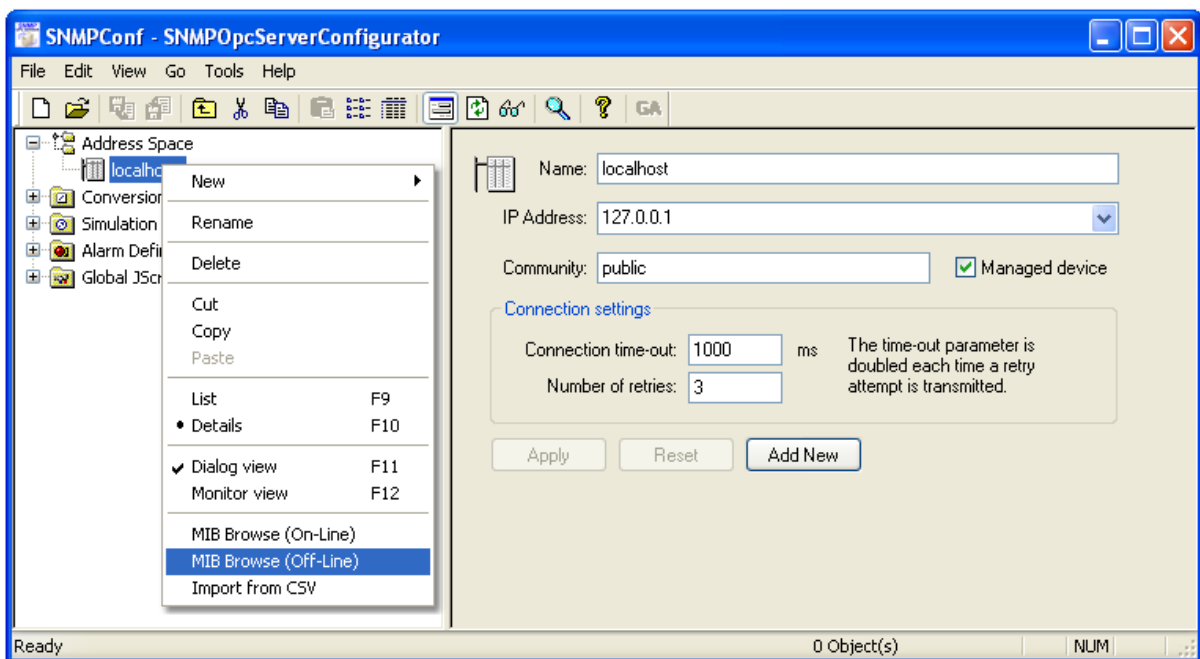 SNMPConf - SNMPOpcServerConfigurator
File Edit View Go Tools Help
GA
Address Space
localho
Conversion
Simulation
Alarm Defi
Global JScr
New
Rename
Delete
Cut
Copy
Paste
List F9
Details F10
Dialog view F11
Monitor view F12
MIB Browse (On-Line)
MIB Browse (Off-Line)
Import from CSV
Name: localhost
IP Address: 127.0.0.1
Community: public Managed device
Connection settings
Connection time-out: 1000 ms
Number of retries: 3
The time-out parameter is
doubled each time a retry
attempt is transmitted.
Apply Reset Add New
Ready 0 Object(s) NUM